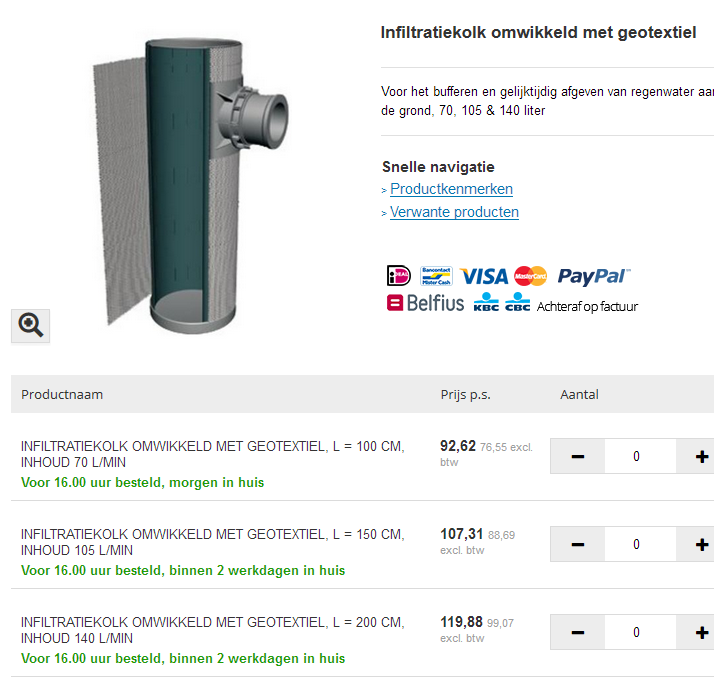 Infiltratiekolk omwikkeld met geotextiel
Voor het bufferen en gelijktijdig afgeven van regenwater aan
de grond, 70, 105 & 140 liter
Snelle navigatie
> Productkenmerken
> Verwante producten
iDEAL Bancontact Mister Cash VISA MasterCard PayPal™
Belfius KBC CBC Achteraf op factuur
Productnaam Prijs p.s. Aantal
INFILTRATIEKOLK OMWIKKELD MET GEOTEXTIEL, L = 100 CM, 92,62 76,55 excl.
INHOUD 70 L/MIN btw − 0 +
Voor 16.00 uur besteld, morgen in huis
INFILTRATIEKOLK OMWIKKELD MET GEOTEXTIEL, L = 150 CM, 107,31 88,69
INHOUD 105 L/MIN excl. btw − 0 +
Voor 16.00 uur besteld, binnen 2 werkdagen in huis
INFILTRATIEKOLK OMWIKKELD MET GEOTEXTIEL, L = 200 CM, 119,88 99,07
INHOUD 140 L/MIN excl. btw − 0 +
Voor 16.00 uur besteld, binnen 2 werkdagen in huis